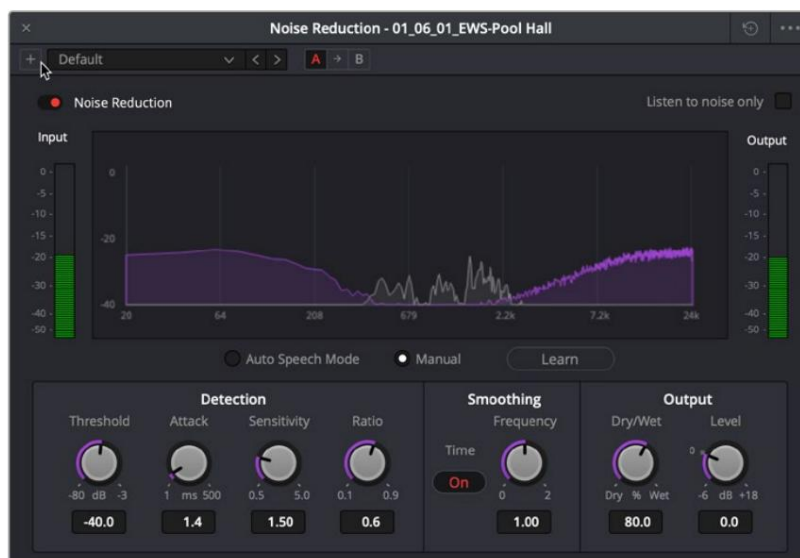 × Noise Reduction - 01_06_01_EWS-Pool Hall •••
+ Default < > A → B
Noise Reduction Listen to noise only
Input Output
0 0 0
-5 -5
-10 -10
-15 -15
-20 -20 -20
-30 -30
-40 -40 -40
-50 -50
20 64 208 679 2.2k 7.2k 24k
Auto Speech Mode Manual Learn
Detection Smoothing Output
Threshold Attack Sensitivity Ratio Frequency Dry/Wet Level
Time 0
On
-80 dB -3 1 ms 500 0.5 5.0 0.1 0.9 0 2 Dry % Wet -6 dB +18
-40.0 1.4 1.50 0.6 1.00 80.0 0.0